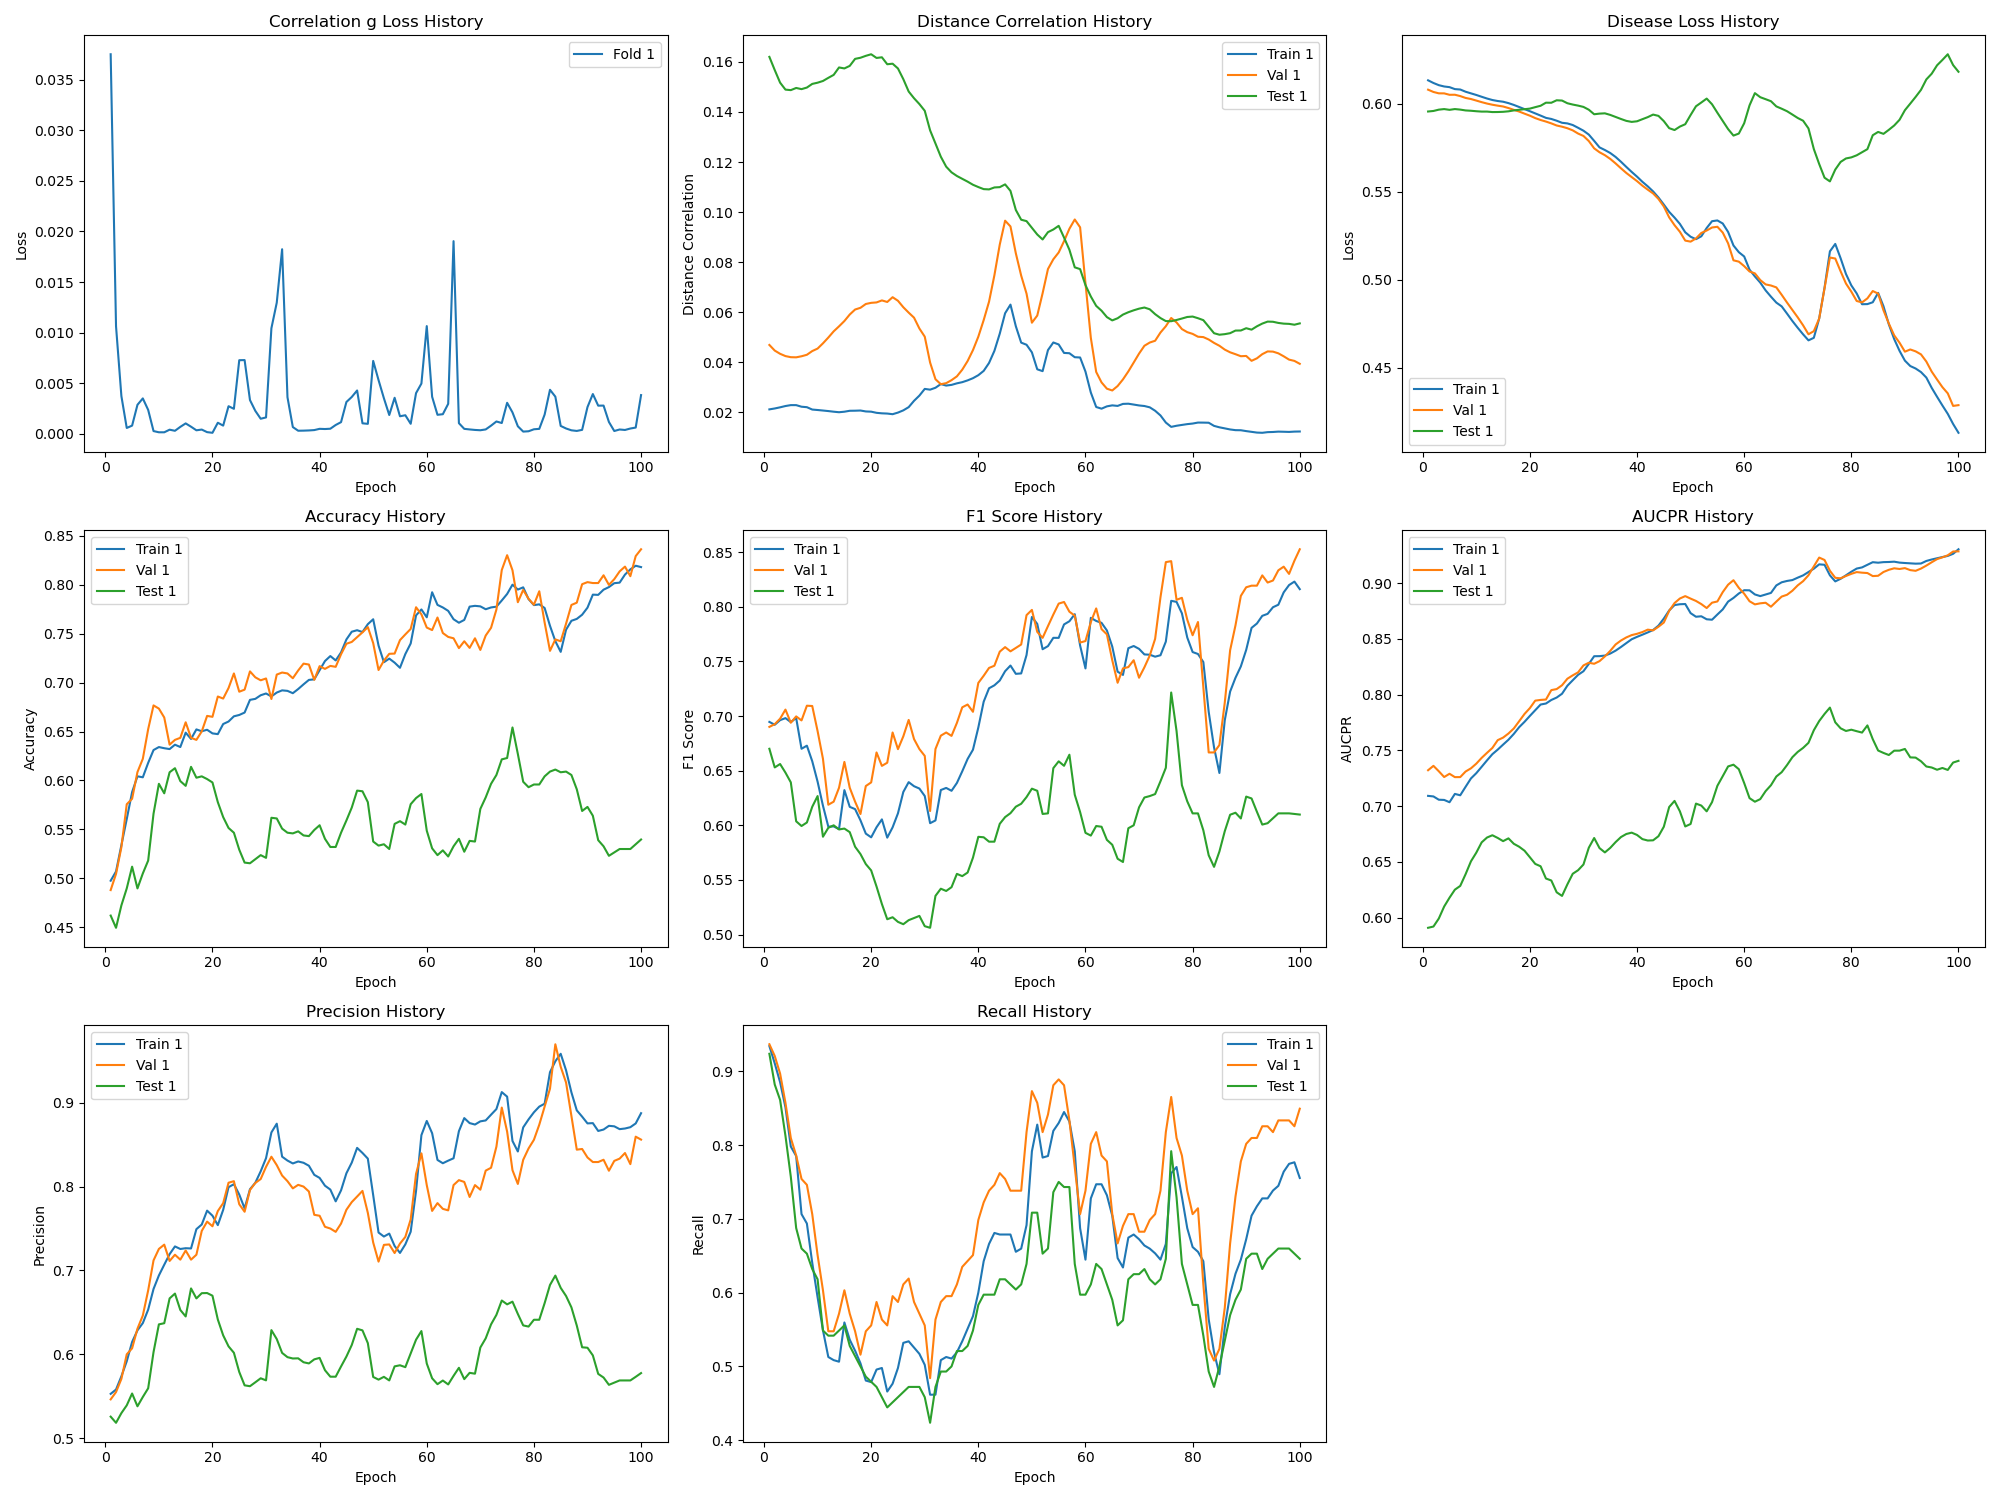 Correlation g Loss History
Loss
0.035
0.030
0.025
0.020
0.015
0.010
0.005
0.000
0 20 40 60 80 100
Epoch
Fold 1
Distance Correlation History
Distance Correlation
0.16
0.14
0.12
0.10
0.08
0.06
0.04
0.02
0 20 40 60 80 100
Epoch
Train 1
Val 1
Test 1
Disease Loss History
Loss
0.60
0.55
0.50
0.45
0 20 40 60 80 100
Epoch
Train 1
Val 1
Test 1
Accuracy History
Accuracy
0.85
0.80
0.75
0.70
0.65
0.60
0.55
0.50
0.45
0 20 40 60 80 100
Epoch
Train 1
Val 1
Test 1
F1 Score History
F1 Score
0.85
0.80
0.75
0.70
0.65
0.60
0.55
0.50
0 20 40 60 80 100
Epoch
Train 1
Val 1
Test 1
AUCPR History
AUCPR
0.90
0.85
0.80
0.75
0.70
0.65
0.60
0 20 40 60 80 100
Epoch
Train 1
Val 1
Test 1
Precision History
Precision
0.9
0.8
0.7
0.6
0.5
0 20 40 60 80 100
Epoch
Train 1
Val 1
Test 1
Recall History
Recall
0.9
0.8
0.7
0.6
0.5
0.4
0 20 40 60 80 100
Epoch
Train 1
Val 1
Test 1